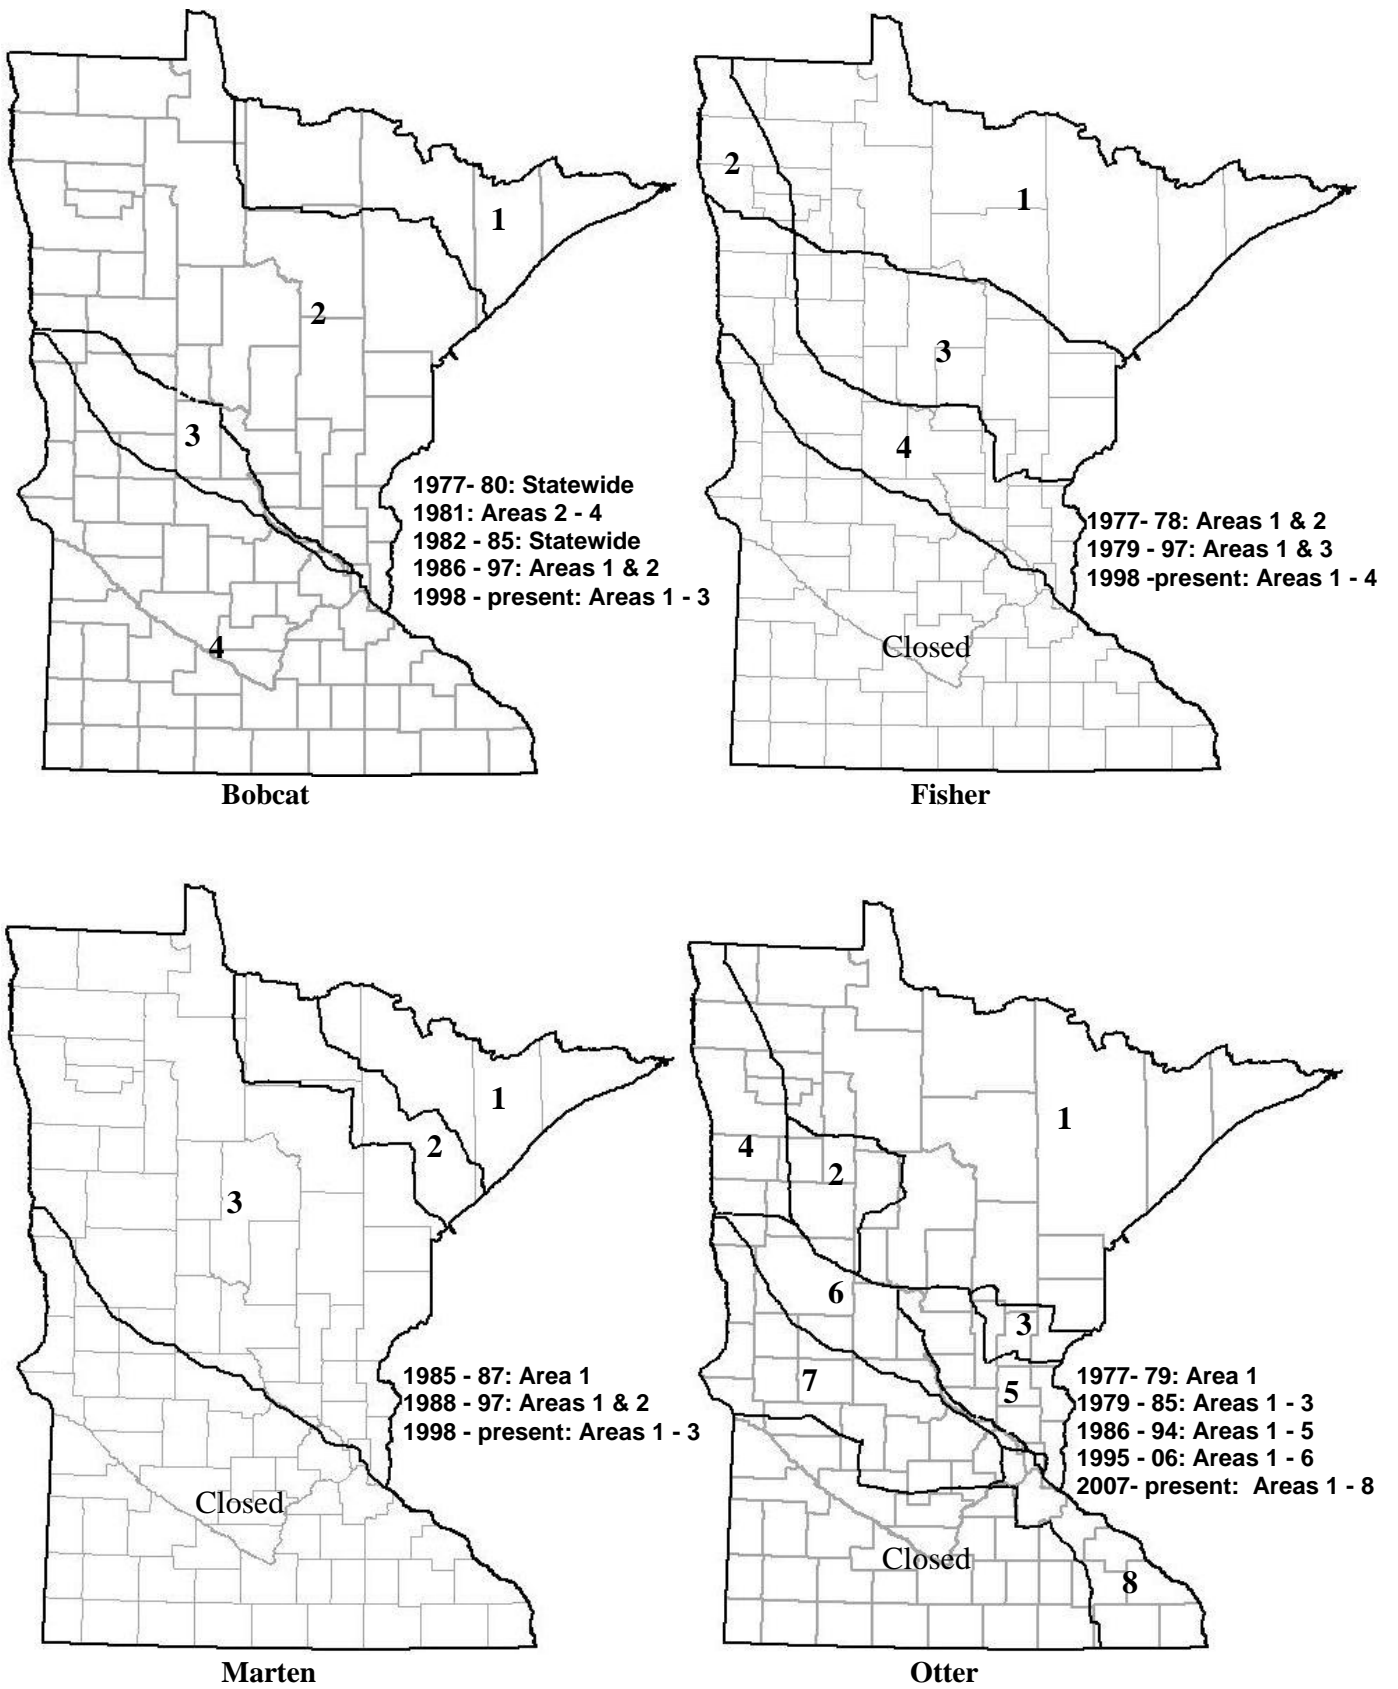 1
2
3
4
1977- 80: Statewide
1981: Areas 2 - 4
1982 - 85: Statewide
1986 - 97: Areas 1 & 2
1998 - present: Areas 1 - 3
Bobcat
2
1
3
4
1977- 78: Areas 1 & 2
1979 - 97: Areas 1 & 3
1998 -present: Areas 1 - 4
Closed
Fisher
1
2
3
1985 - 87: Area 1
1988 - 97: Areas 1 & 2
1998 - present: Areas 1 - 3
Closed
Marten
1
4
2
6
3
7
5
1977- 79: Area 1
1979 - 85: Areas 1 - 3
1986 - 94: Areas 1 - 5
1995 - 06: Areas 1 - 6
2007- present:  Areas 1 - 8
Closed
8
Otter